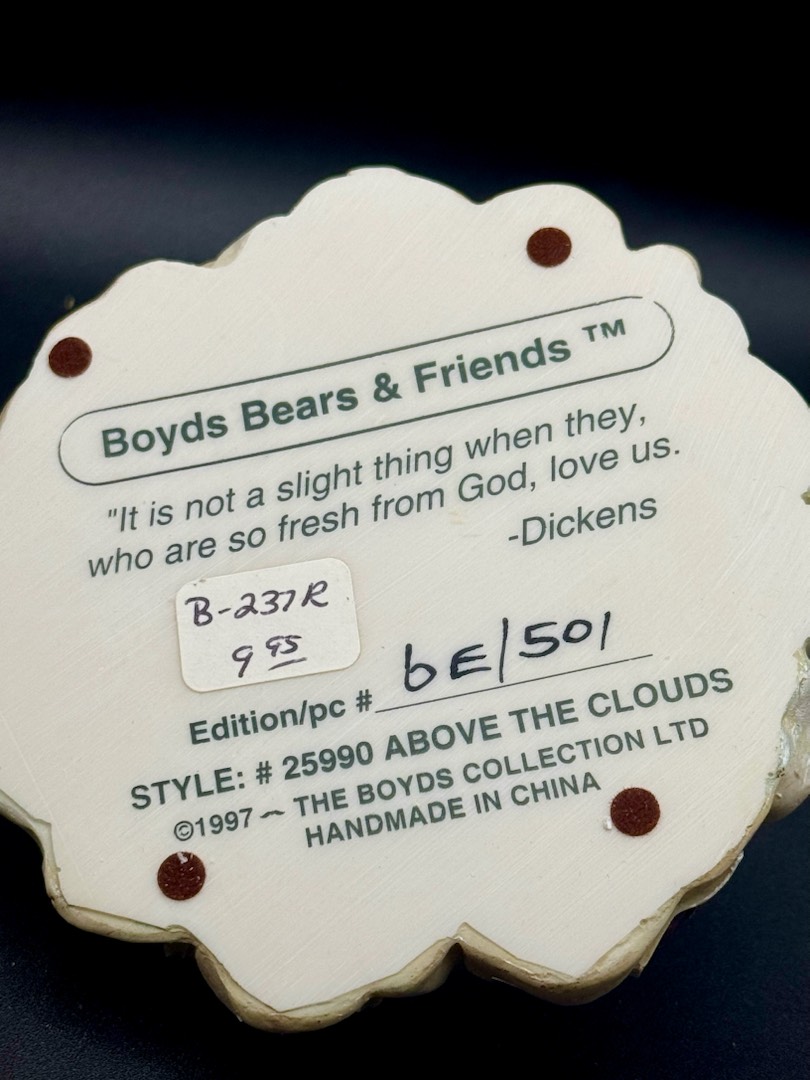 Boyds Bears & Friends ™
"It is not a slight thing when they,
who are so fresh from God, love us.
-Dickens
B-237R
9 95
Edition/pc # 6E/501
STYLE: # 25990 ABOVE THE CLOUDS
©1997 ~ THE BOYDS COLLECTION LTD
HANDMADE IN CHINA